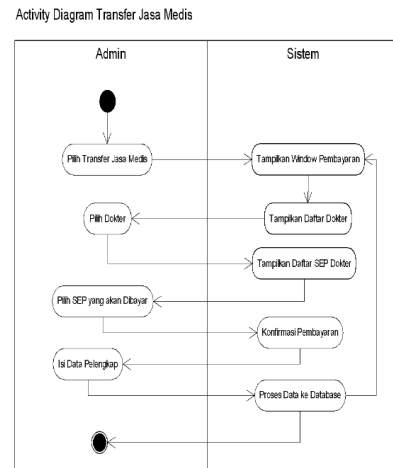 Activity Diagram Transfer Jasa Medis
Admin
Sistem
Pilih Transfer Jasa Medis
Tampilkan Window Pembayaran
Pilih Dokter
Tampilkan Daftar Dokter
Tampilkan Daftar SEP Dokter
Pilih SEP yang akan Dibayar
Konfirmasi Pembayaran
Isi Data Pelengkap
Proses Data ke Database